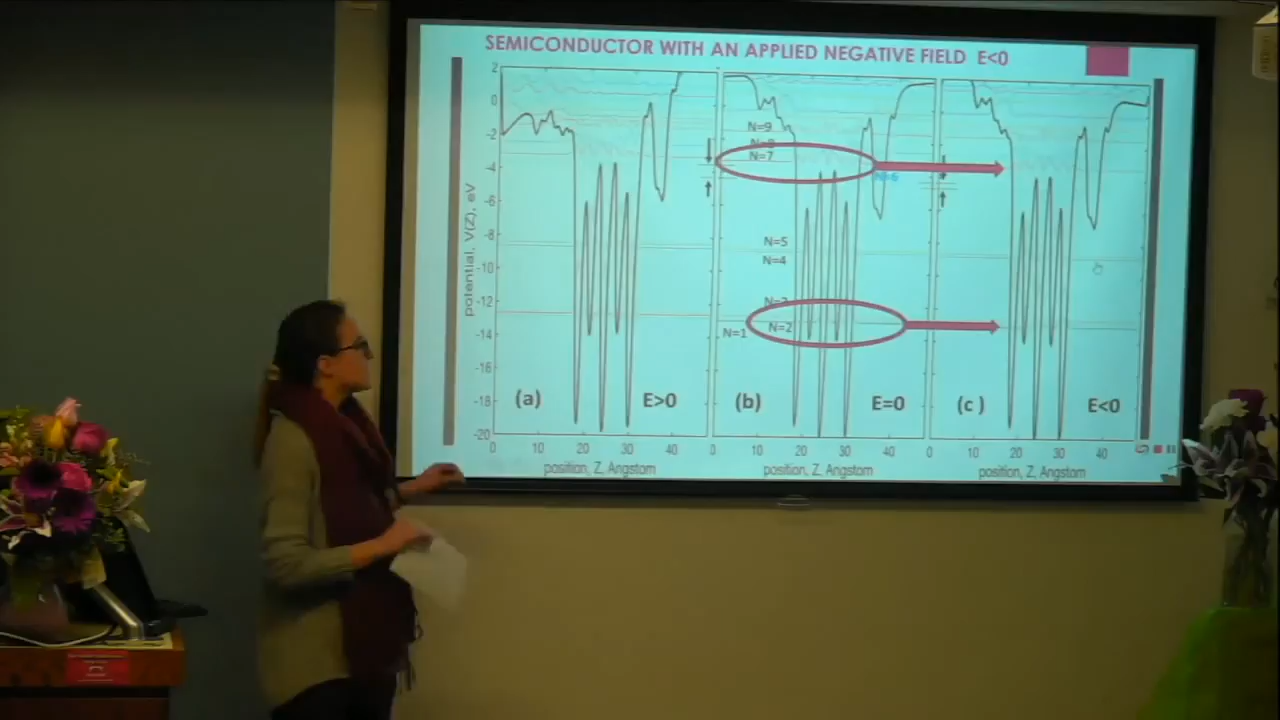 SEMICONDUCTOR WITH AN APPLIED NEGATIVE FIELD E<0
potential, V(Z), eV
2
0
-2
-4
-6
-8
-10
-12
-14
-16
-18
-20
(a)
E>0
0 10 20 30
position, Z, Angstom
N=9
N=8
N=7
N=6
N=5
N=4
N=2
N=1
(b)
E=0
0 10 20 30 40
position, Z, Angstom
(c )
E<0
0 10 20 30 40
position, Z, Angstom